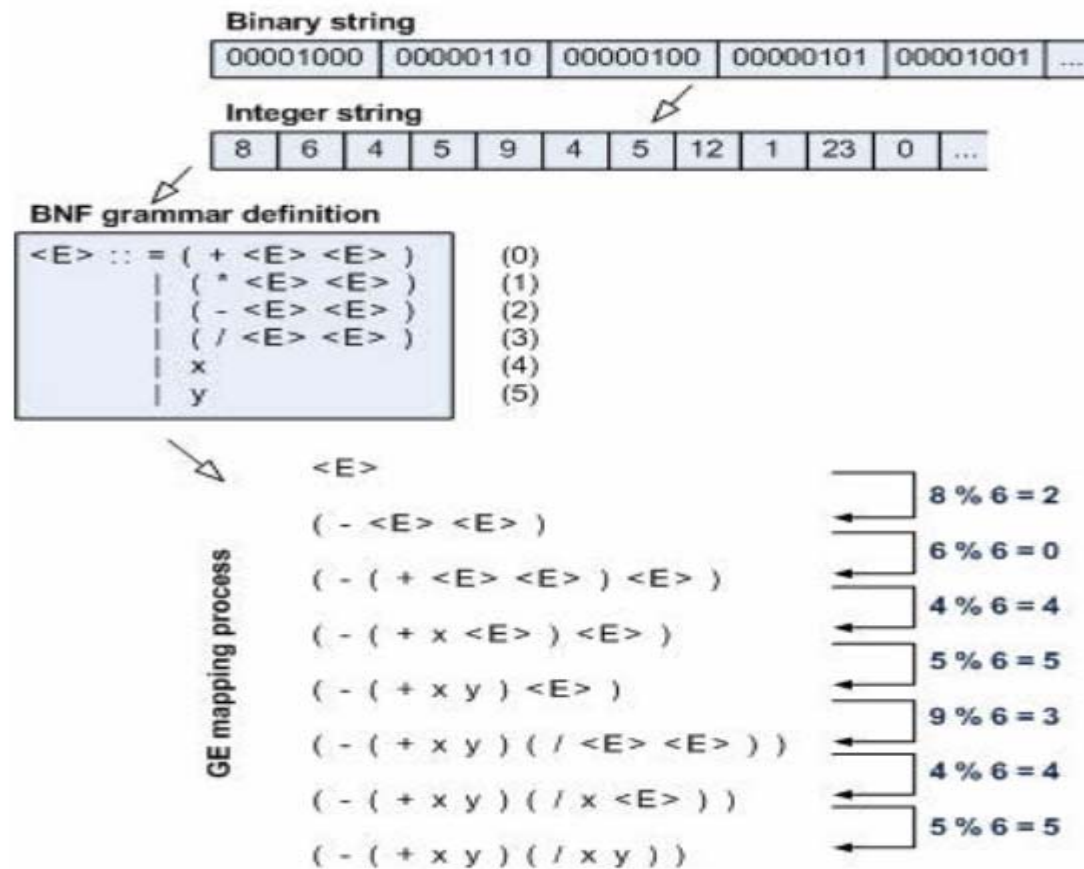 Binary string
00001000 00000110 00000100 00000101 00001001 ...
Integer string
8 6 4 5 9 4 5 12 1 23 0 ...
BNF grammar definition
<E> :: = ( + <E> <E> ) (0)
| ( * <E> <E> ) (1)
| ( - <E> <E> ) (2)
| ( / <E> <E> ) (3)
| x (4)
| y (5)
GE mapping process
<E>
8 % 6 = 2
( - <E> <E> )
6 % 6 = 0
( - ( + <E> <E> ) <E> )
4 % 6 = 4
( - ( + x <E> ) <E> )
5 % 6 = 5
( - ( + x y ) <E> )
9 % 6 = 3
( - ( + x y ) ( / <E> <E> ) )
4 % 6 = 4
( - ( + x y ) ( / x <E> ) )
5 % 6 = 5
( - ( + x y ) ( / x y ) )